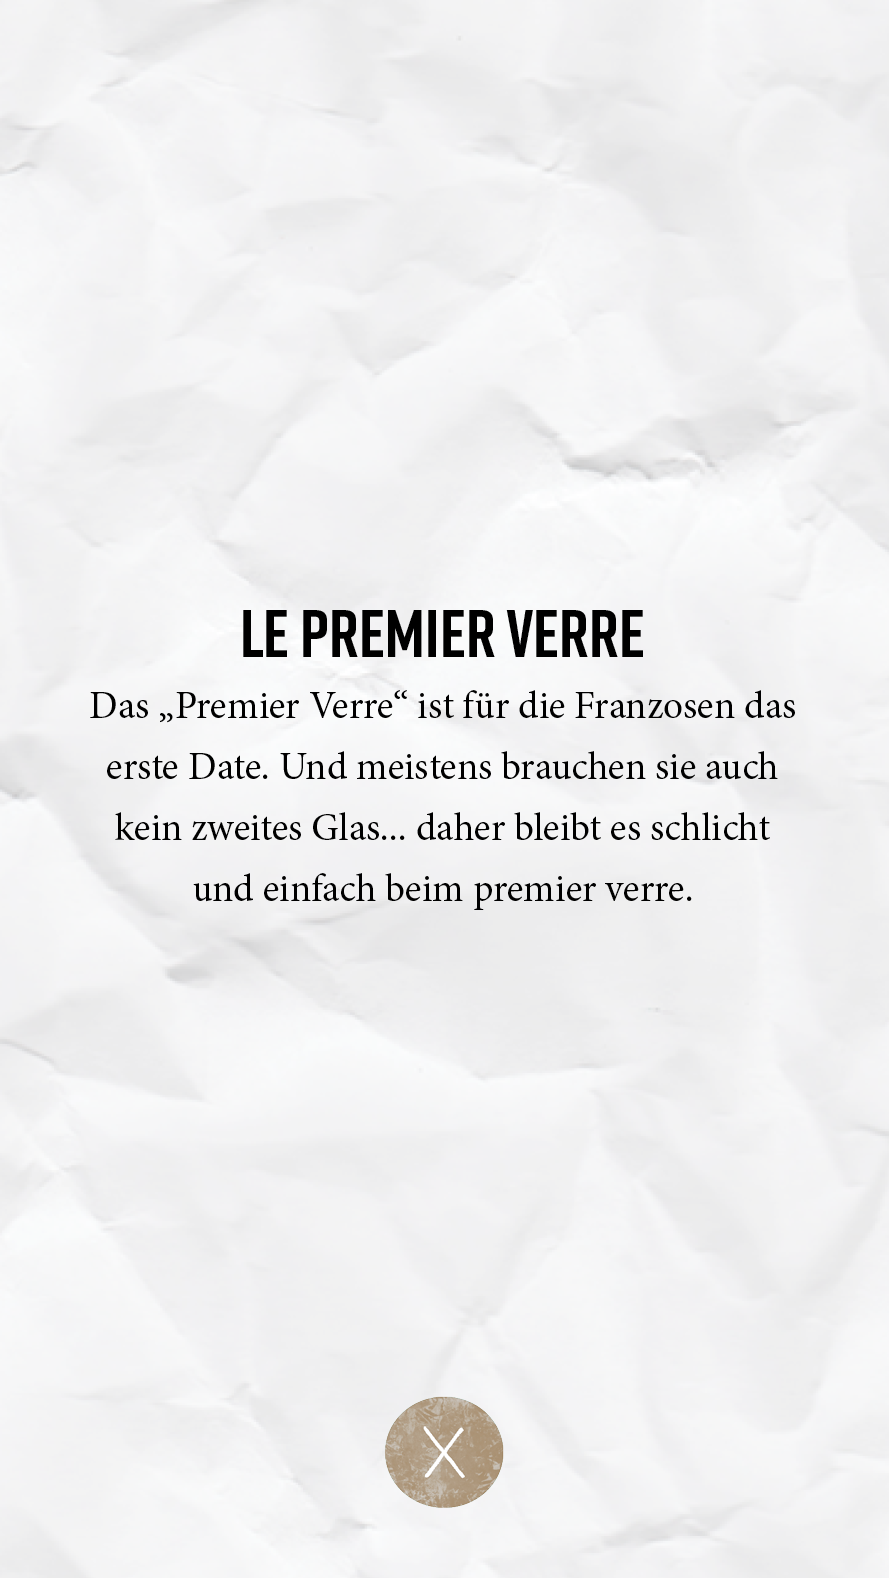 LE PREMIER VERRE
Das „Premier Verre“ ist für die Franzosen das
erste Date. Und meistens brauchen sie auch
kein zweites Glas... daher bleibt es schlicht
und einfach beim premier verre.
X